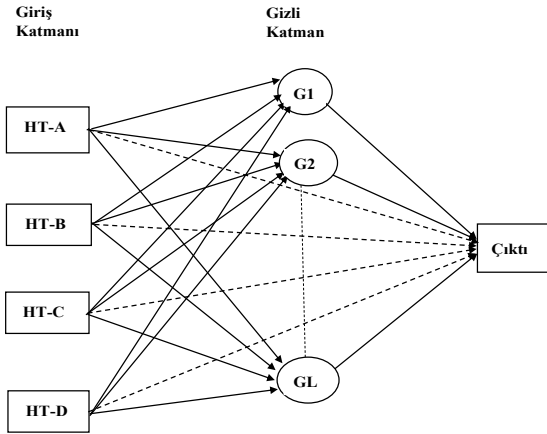 Giriş
Katmanı
Gizli
Katman
HT-A
HT-B
HT-C
HT-D
G1
G2
GL
Çıktı